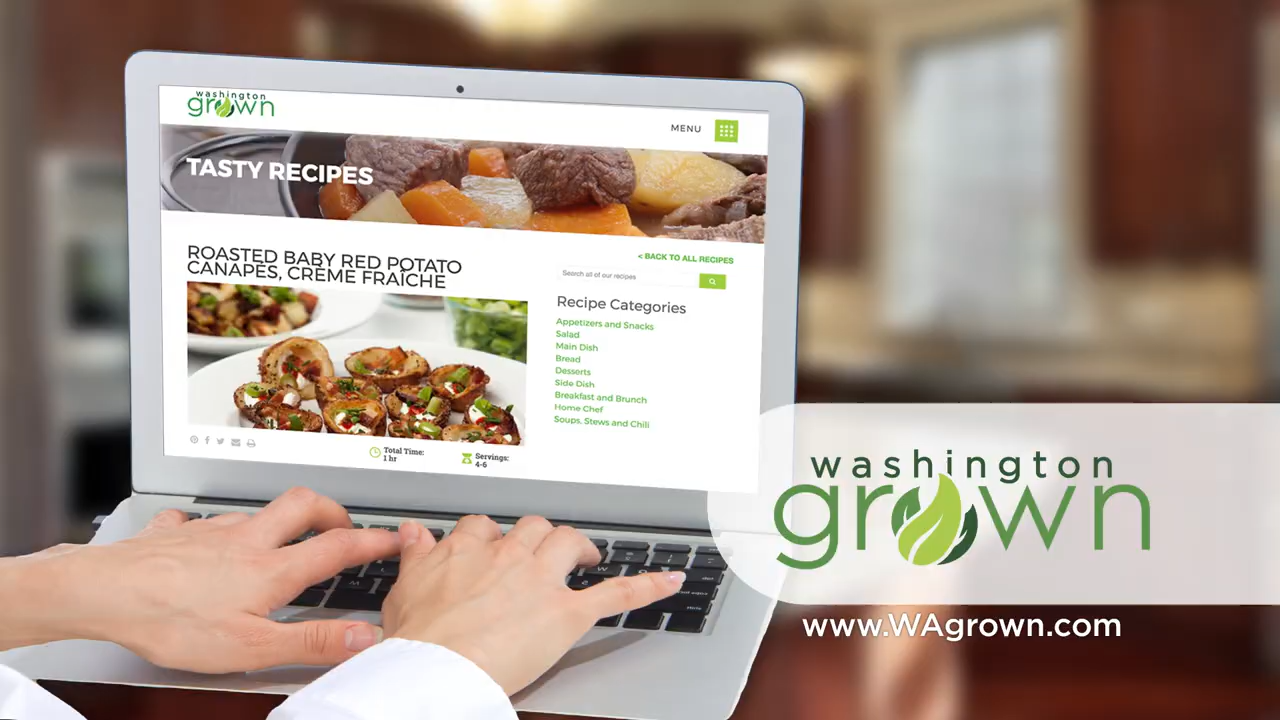 washington
grown
MENU
TASTY RECIPES
ROASTED BABY RED POTATO
CANAPÉS, CRÈME FRAÎCHE
< BACK TO ALL RECIPES
Search all of our recipes
Recipe Categories
Appetizers and Snacks
Salad
Main Dish
Bread
Desserts
Side Dish
Breakfast and Brunch
Home Chef
Soups, Stews and Chili
Total Time:
1 hr
Servings:
4-6
washington
grown
www.WAgrown.com